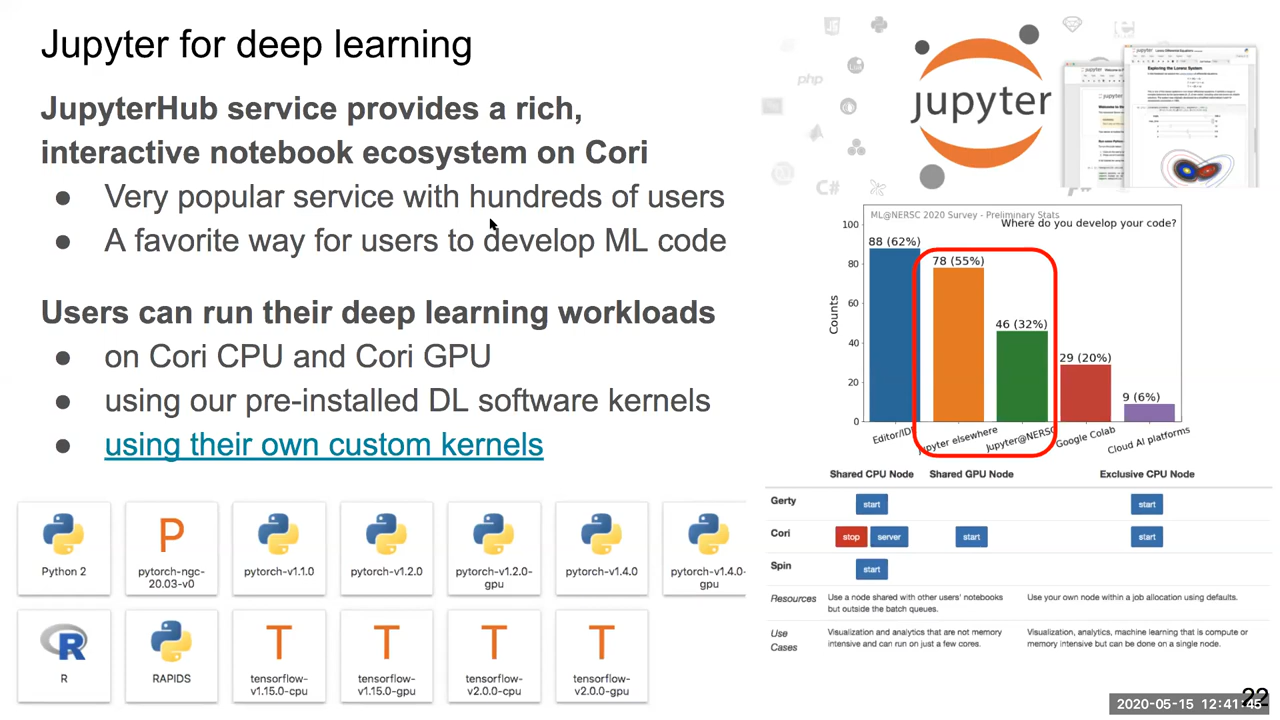 Jupyter for deep learning
JupyterHub service provides a rich,
interactive notebook ecosystem on Cori
● Very popular service with hundreds of users
● A favorite way for users to develop ML code
Users can run their deep learning workloads
● on Cori CPU and Cori GPU
● using our pre-installed DL software kernels
● using their own custom kernels
Python 2
pytorch-ngc-
20.03-v0
pytorch-v1.1.0
pytorch-v1.2.0
pytorch-v1.2.0-
gpu
pytorch-v1.4.0
pytorch-v1.4.0-
gpu
R
RAPIDS
tensorflow-
v1.15.0-cpu
tensorflow-
v1.15.0-gpu
tensorflow-
v2.0.0-cpu
tensorflow-
v2.0.0-gpu
php
C#
jupyter
Exploring the Lorenz System
ML@NERSC 2020 Survey - Preliminary Stats
Where do you develop your code?
Counts
100
80
60
40
20
0
88 (62%)
78 (55%)
46 (32%)
29 (20%)
9 (6%)
Editor/IDE
Jupyter elsewhere
Jupyter@NERSC
Google Colab
Cloud AI platforms
Shared CPU Node Shared GPU Node Exclusive CPU Node
Gerty start start
Cori stop server start start
Spin start
Resources Use a node shared with other users' notebooks Use your own node within a job allocation using defaults.
but outside the batch queues.
Use Visualization and analytics that are not memory Visualization, analytics, machine learning that is compute or
Cases intensive and can run on just a few cores. memory intensive but can be done on a single node.
22
2020-05-15 12:41:45